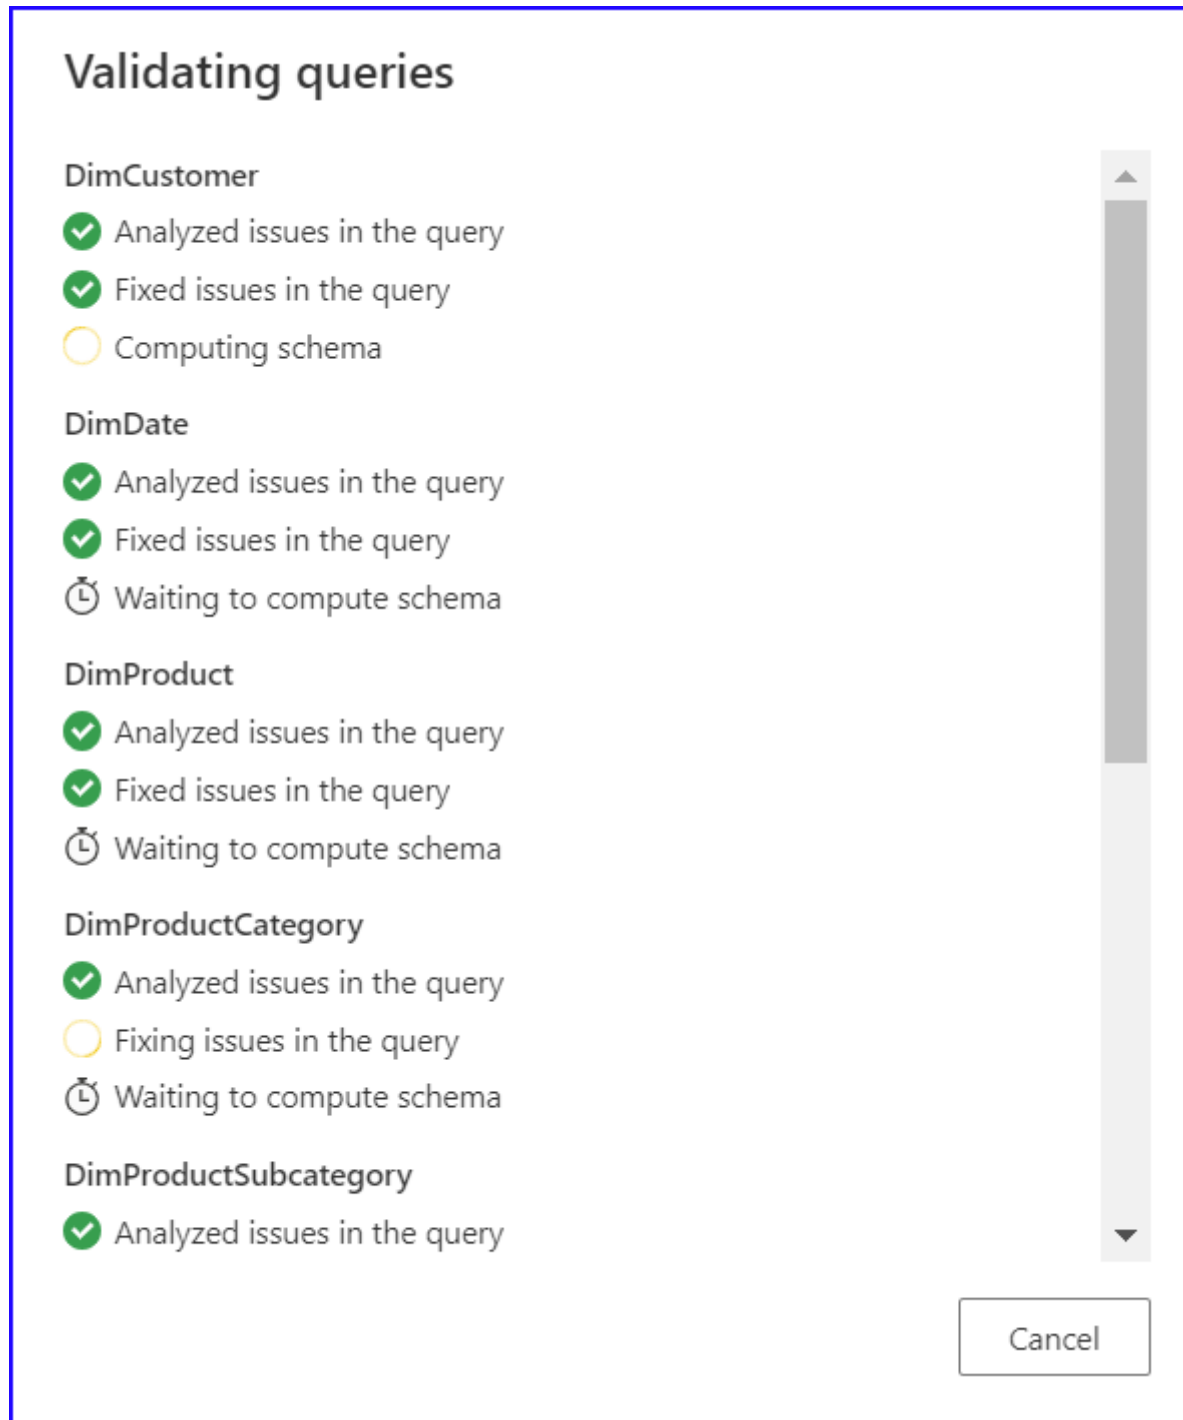 Validating queries
DimCustomer
Analyzed issues in the query
Fixed issues in the query
Computing schema
DimDate
Analyzed issues in the query
Fixed issues in the query
Waiting to compute schema
DimProduct
Analyzed issues in the query
Fixed issues in the query
Waiting to compute schema
DimProductCategory
Analyzed issues in the query
Fixing issues in the query
Waiting to compute schema
DimProductSubcategory
Analyzed issues in the query
Cancel